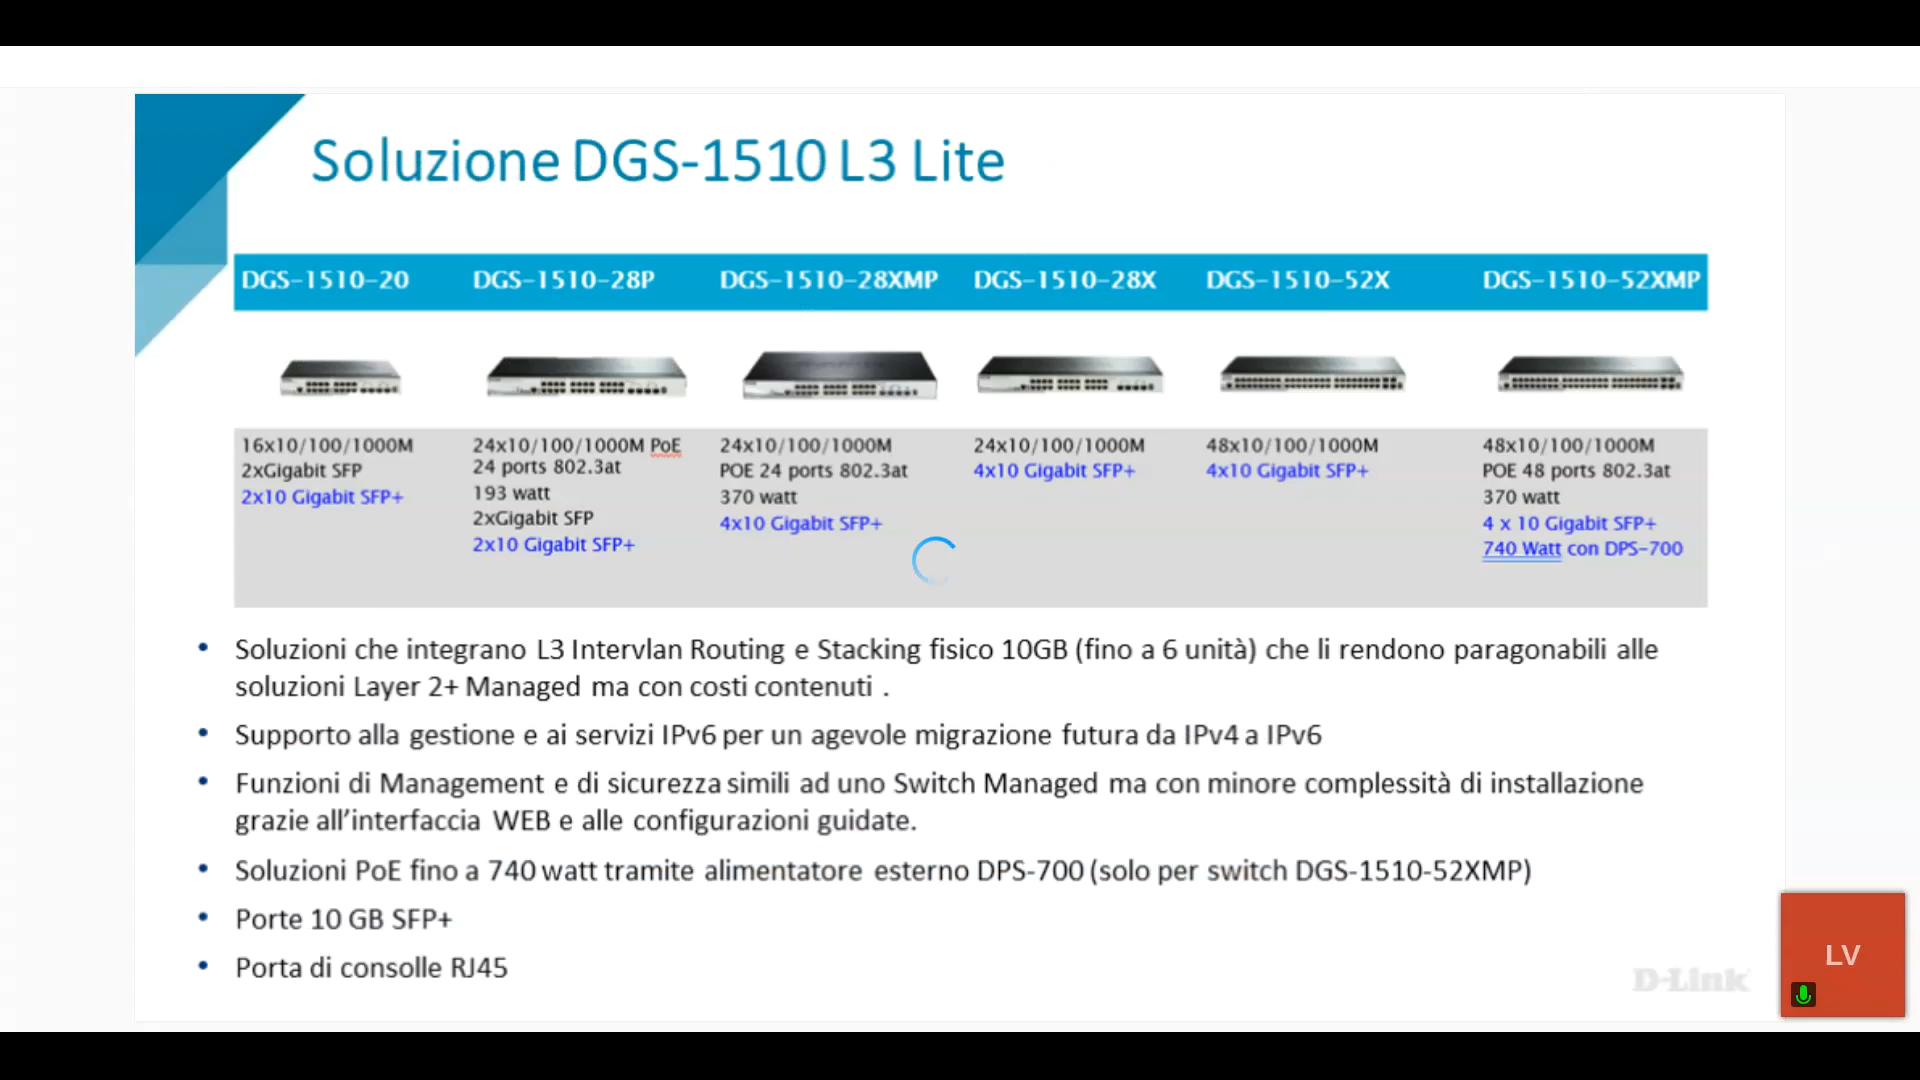 Soluzione DGS-1510 L3 Lite
DGS-1510-20
DGS-1510-28P
DGS-1510-28XMP
DGS-1510-28X
DGS-1510-52X
DGS-1510-52XMP
16x10/100/1000M
2xGigabit SFP
2x10 Gigabit SFP+
24x10/100/1000M PoE
24 ports 802.3at
193 watt
2xGigabit SFP
2x10 Gigabit SFP+
24x10/100/1000M
POE 24 ports 802.3at
370 watt
4x10 Gigabit SFP+
24x10/100/1000M
4x10 Gigabit SFP+
48x10/100/1000M
4x10 Gigabit SFP+
48x10/100/1000M
POE 48 ports 802.3at
370 watt
4 x 10 Gigabit SFP+
740 Watt con DPS-700
• Soluzioni che integrano L3 Intervlan Routing e Stacking fisico 10GB (fino a 6 unità) che li rendono paragonabili alle
soluzioni Layer 2+ Managed ma con costi contenuti .
• Supporto alla gestione e ai servizi IPv6 per un agevole migrazione futura da IPv4 a IPv6
• Funzioni di Management e di sicurezza simili ad uno Switch Managed ma con minore complessità di installazione
grazie all'interfaccia WEB e alle configurazioni guidate.
• Soluzioni PoE fino a 740 watt tramite alimentatore esterno DPS-700 (solo per switch DGS-1510-52XMP)
• Porte 10 GB SFP+
• Porta di consolle RJ45
D-Link
LV